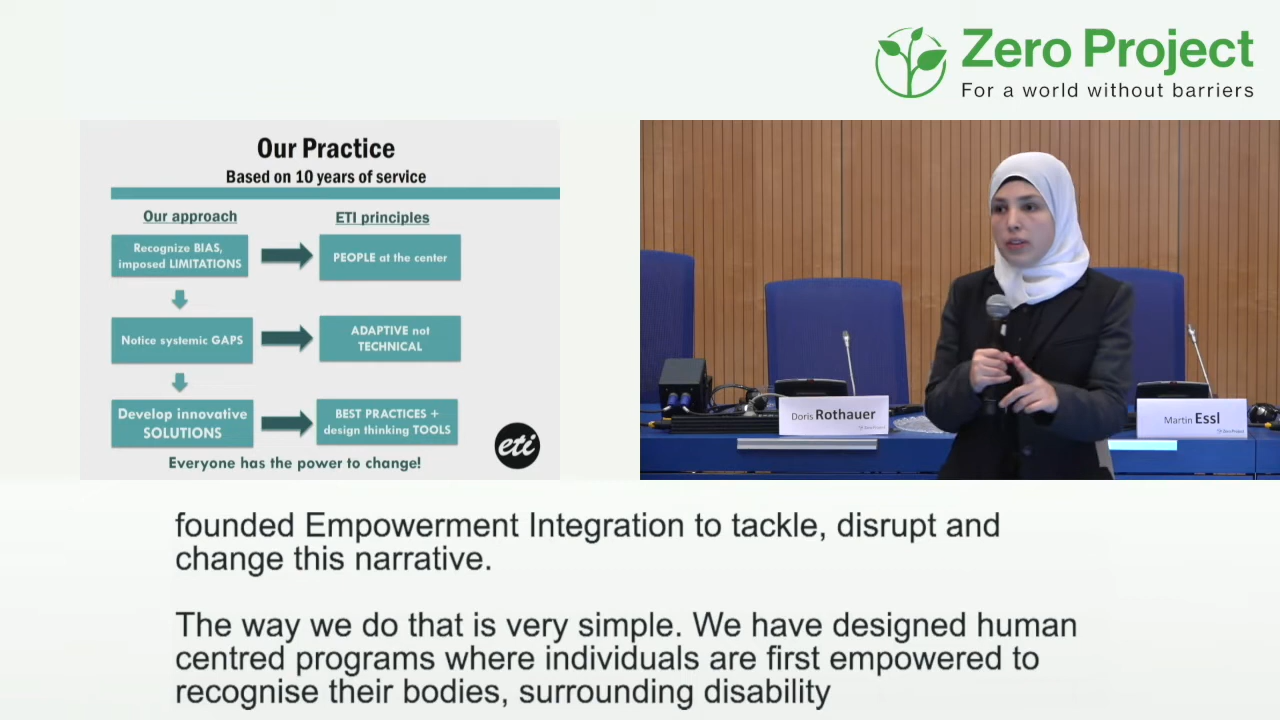 Zero Project
For a world without barriers
Our Practice
Based on 10 years of service
Our approach
ETI principles
Recognize BIAS,
imposed LIMITATIONS
PEOPLE at the center
Notice systemic GAPS
ADAPTIVE not
TECHNICAL
Develop innovative
SOLUTIONS
BEST PRACTICES +
design thinking TOOLS
Everyone has the power to change!
eti
Doris Rothauer
Zero Project
Martin Essl
Zero Project
founded Empowerment Integration to tackle, disrupt and
change this narrative.
The way we do that is very simple. We have designed human
centred programs where individuals are first empowered to
recognise their bodies, surrounding disability